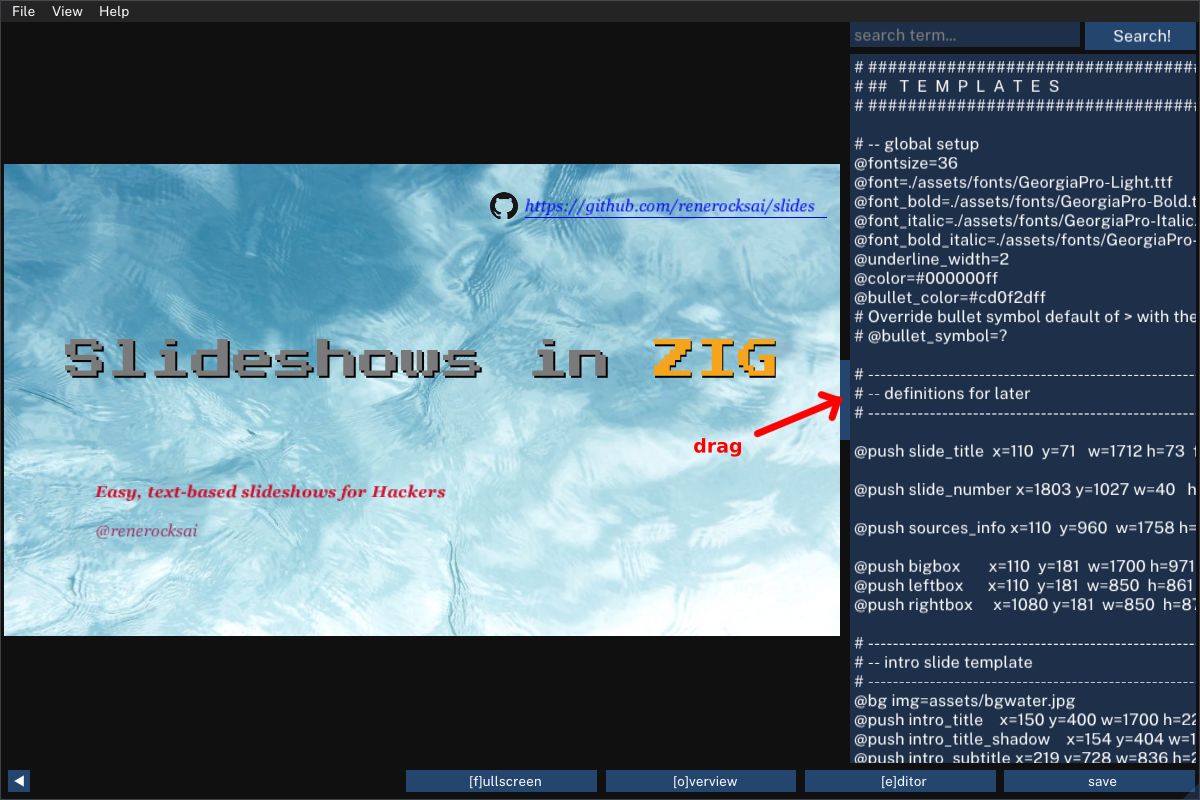 File View Help
search term...
Search!
# #################################
# ## T E M P L A T E S
# #################################
# -- global setup
@fontsize=36
@font=./assets/fonts/GeorgiaPro-Light.ttf
@font_bold=./assets/fonts/GeorgiaPro-Bold.t
@font_italic=./assets/fonts/GeorgiaPro-Italic.
@font_bold_italic=./assets/fonts/GeorgiaPro-
@underline_width=2
@color=#000000ff
@bullet_color=#cd0f2dff
# Override bullet symbol default of > with the
# @bullet_symbol=?
# -----------------------------------------------------
# -- definitions for later
# -----------------------------------------------------
@push slide_title x=110 y=71 w=1712 h=73
@push slide_number x=1803 y=1027 w=40 h
@push sources_info x=110 y=960 w=1758 h=
@push bigbox x=110 y=181 w=1700 h=971
@push leftbox x=110 y=181 w=850 h=861
@push rightbox x=1080 y=181 w=850 h=87
# -----------------------------------------------------
# -- intro slide template
# -----------------------------------------------------
@bg img=assets/bgwater.jpg
@push intro_title x=150 y=400 w=1700 h=22
@push intro_title_shadow x=154 y=404 w=1
@push intro_subtitle x=219 y=728 w=836 h=2
https://github.com/renerocksai/slides
Slideshows in ZIG
drag
Easy, text-based slideshows for Hackers
@renerocksai
[f]ullscreen
[o]verview
[e]ditor
save